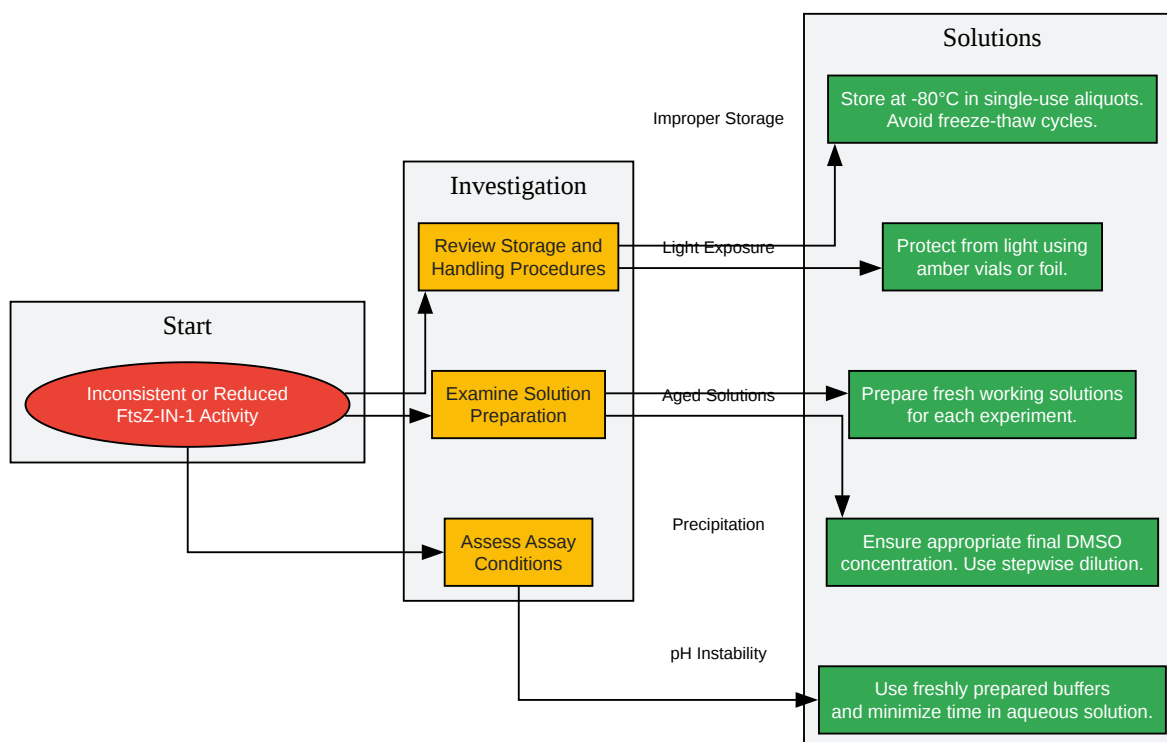 Start
Inconsistent or Reduced
FtsZ-IN-1 Activity
Investigation
Review Storage and
Handling Procedures
Examine Solution
Preparation
Assess Assay
Conditions
Improper Storage
Light Exposure
Aged Solutions
Precipitation
pH Instability
Solutions
Store at -80°C in single-use aliquots.
Avoid freeze-thaw cycles.
Protect from light using
amber vials or foil.
Prepare fresh working solutions
for each experiment.
Ensure appropriate final DMSO
concentration. Use stepwise dilution.
Use freshly prepared buffers
and minimize time in aqueous solution.